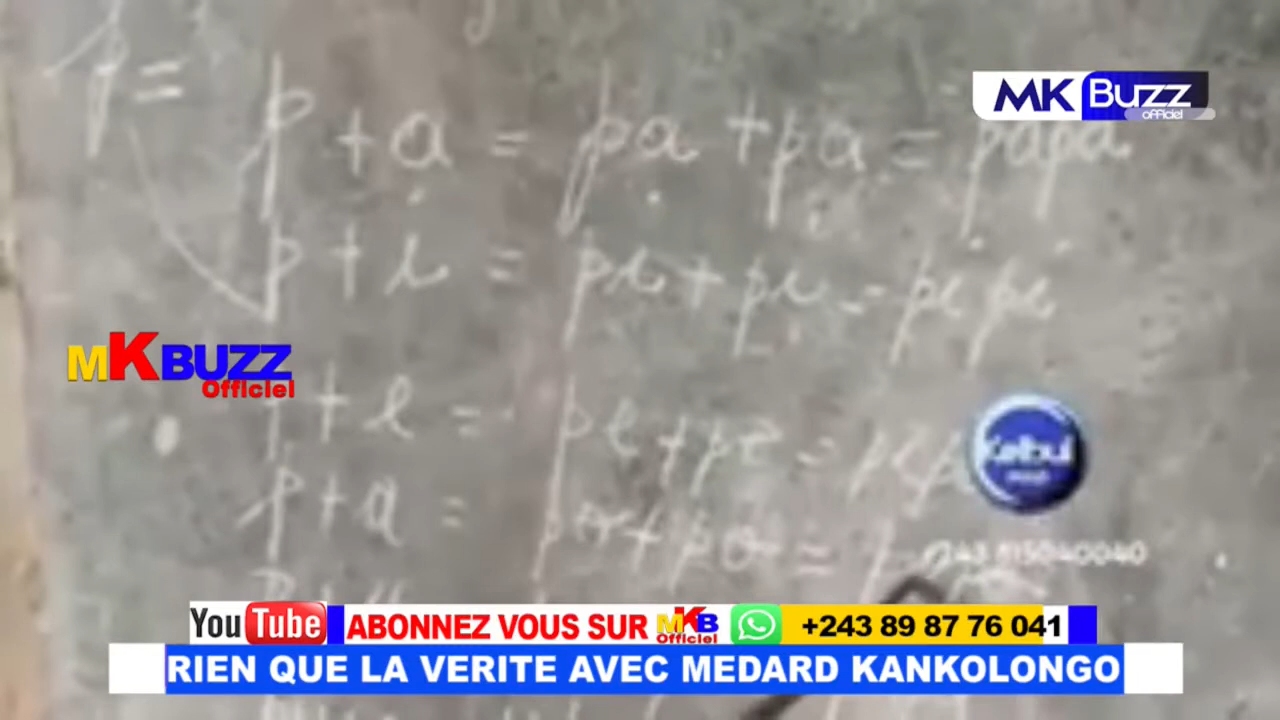 p=
p + a = pa + pa = papa
p + i = pi + pi = pipi
+ e = pe + pe =
p + a =
MK BUZZ officiel
MKBUZZ
Officiel
Kelbul
YouTube ABONNEZ VOUS SUR MKB Officiel +243 89 87 76 041
RIEN QUE LA VERITE AVEC MEDARD KANKOLONGO